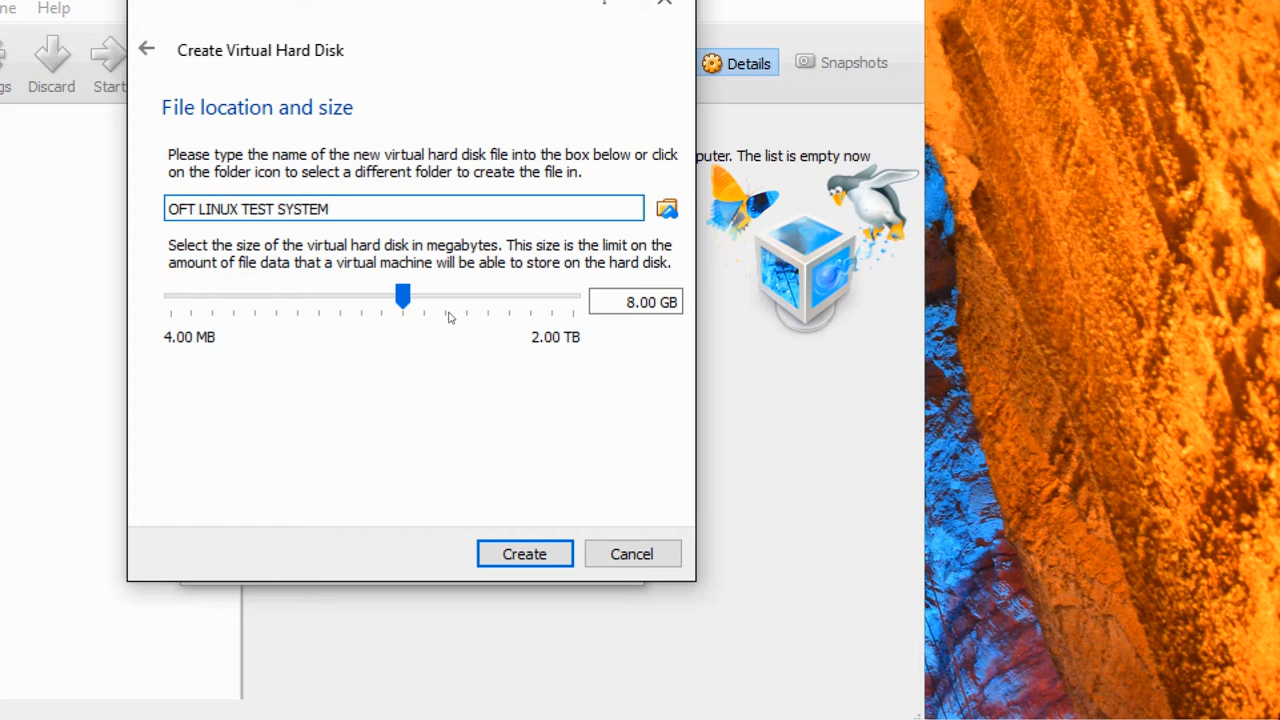 ne Help
gs Discard Start
Details Snapshots
Create Virtual Hard Disk
File location and size
Please type the name of the new virtual hard disk file into the box below or click
on the folder icon to select a different folder to create the file in.
OFT LINUX TEST SYSTEM
Select the size of the virtual hard disk in megabytes. This size is the limit on the
amount of file data that a virtual machine will be able to store on the hard disk.
8.00 GB
4.00 MB 2.00 TB
Create Cancel
puter. The list is empty now